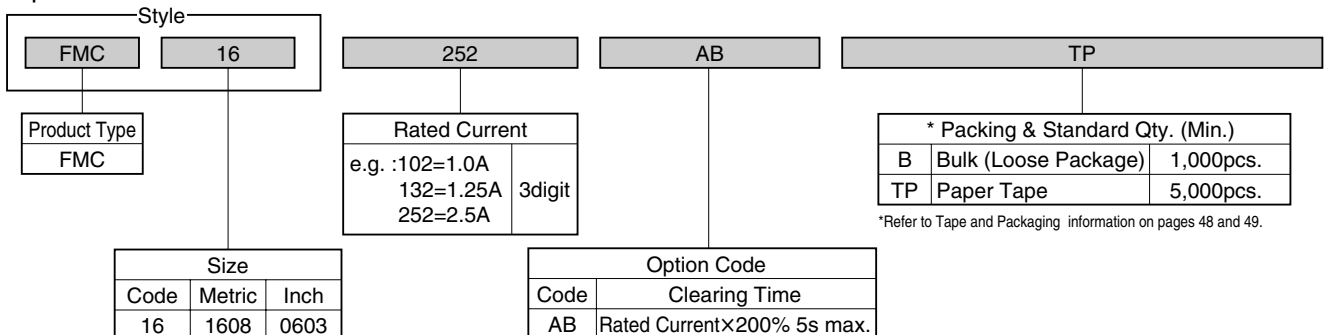 Style
FMC 16 252 AB TP
Product Type
FMC
Rated Current
e.g. :102=1.0A
132=1.25A
252=2.5A
3digit
* Packing & Standard Qty. (Min.)
B Bulk (Loose Package) 1,000pcs.
TP Paper Tape 5,000pcs.
*Refer to Tape and Packaging information on pages 48 and 49.
Size
Code Metric Inch
16 1608 0603
Option Code
Code Clearing Time
AB Rated Current×200% 5s max.